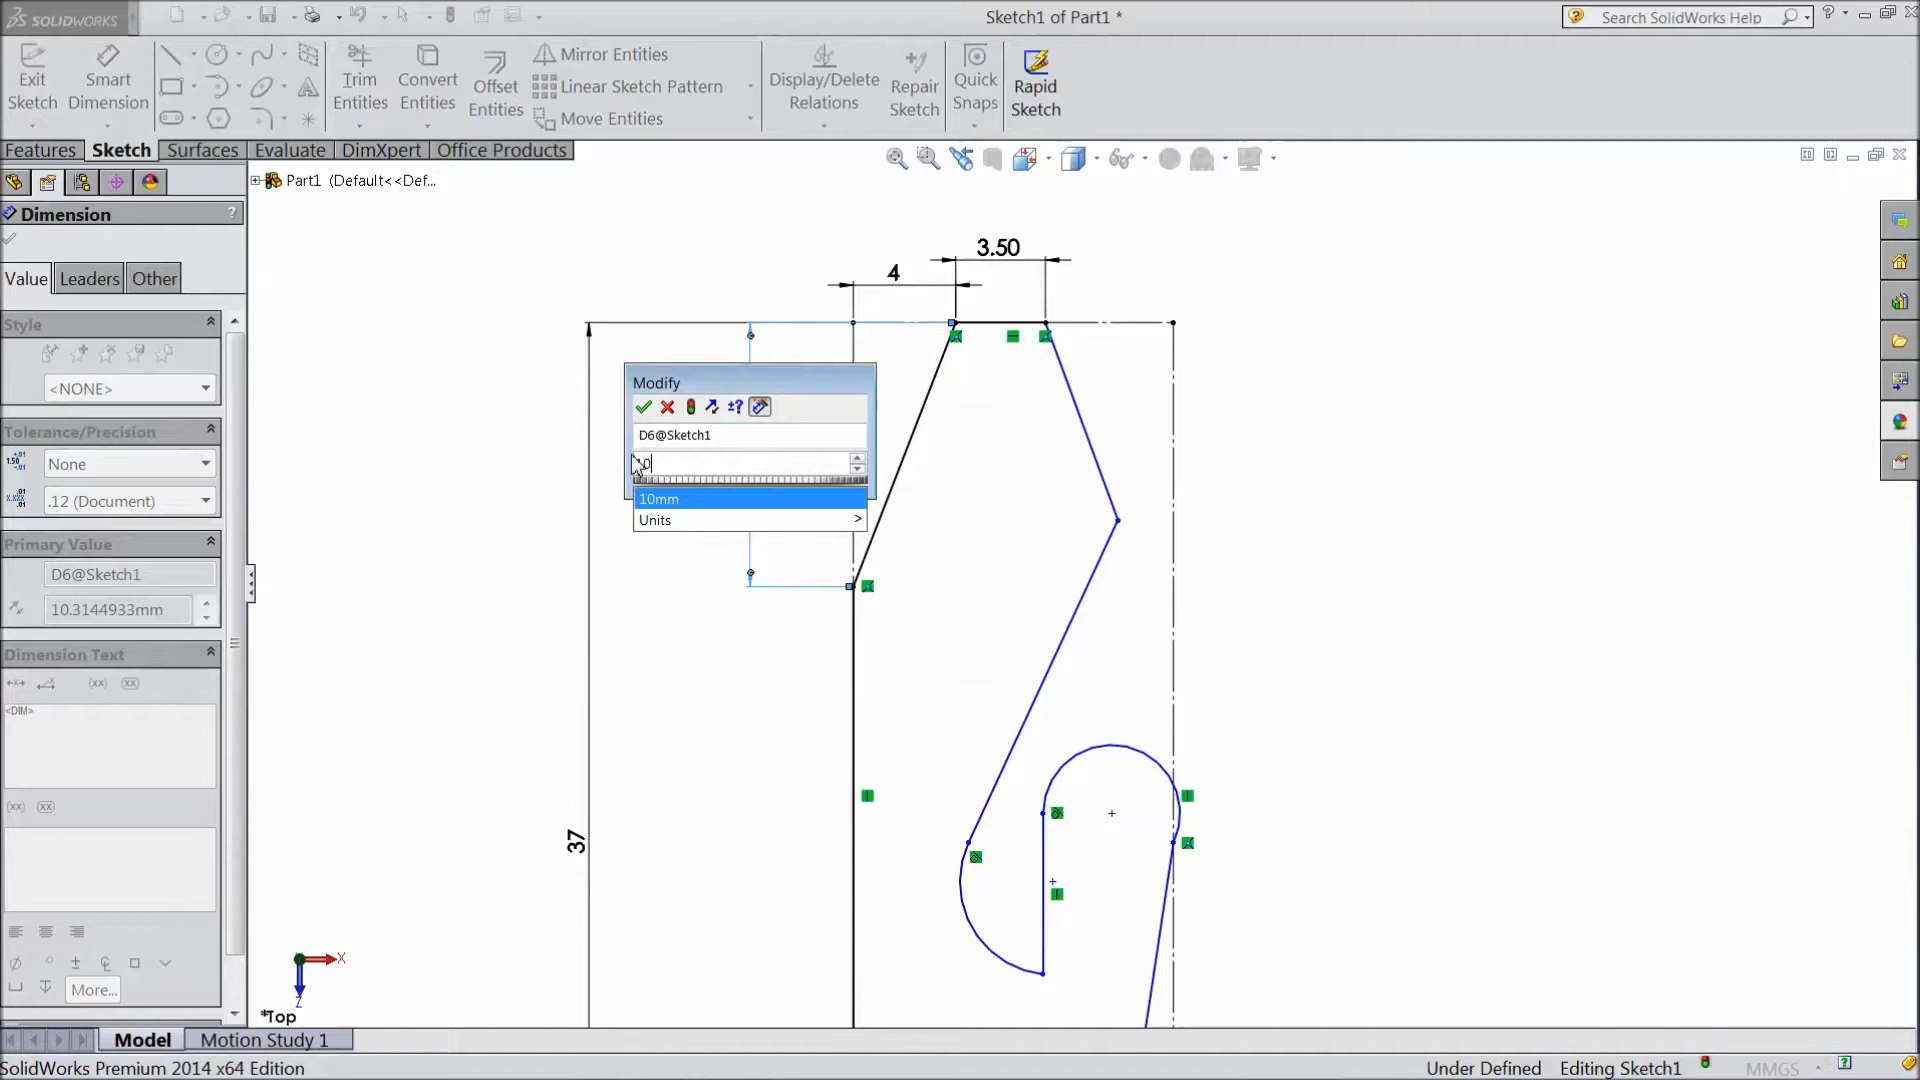 SOLIDWORKS
Sketch1 of Part1 *
Search SolidWorks Help
Exit Sketch
Smart Dimension
Trim Entities
Convert Entities
Offset Entities
Mirror Entities
Linear Sketch Pattern
Move Entities
Display/Delete Relations
Repair Sketch
Quick Snaps
Rapid Sketch
Features Sketch Surfaces Evaluate DimXpert Office Products
Part1 (Default<<Def...
Dimension ?
Value Leaders Other
Style
<NONE>
Tolerance/Precision
None
.12 (Document)
Primary Value
D6@Sketch1
10.3144933mm
Dimension Text
<DIM>
More...
3.50
4
37
Modify
D6@Sketch1
10mm
Units >
X
Z
*Top
Model Motion Study 1
SolidWorks Premium 2014 x64 Edition
Under Defined Editing Sketch1 MMGS